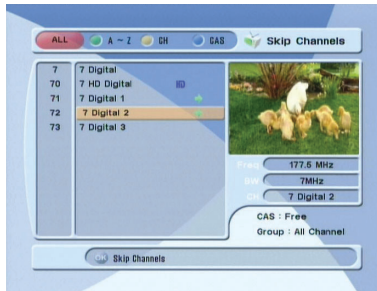 ALL A ~ Z CH CAS Skip Channels
7 7 Digital
70 7 HD Digital HD
71 7 Digital 1
72 7 Digital 2
73 7 Digital 3
Freq 177.5 MHz
BW 7MHz
CH 7 Digital 2
CAS : Free
Group : All Channel
OK Skip Channels